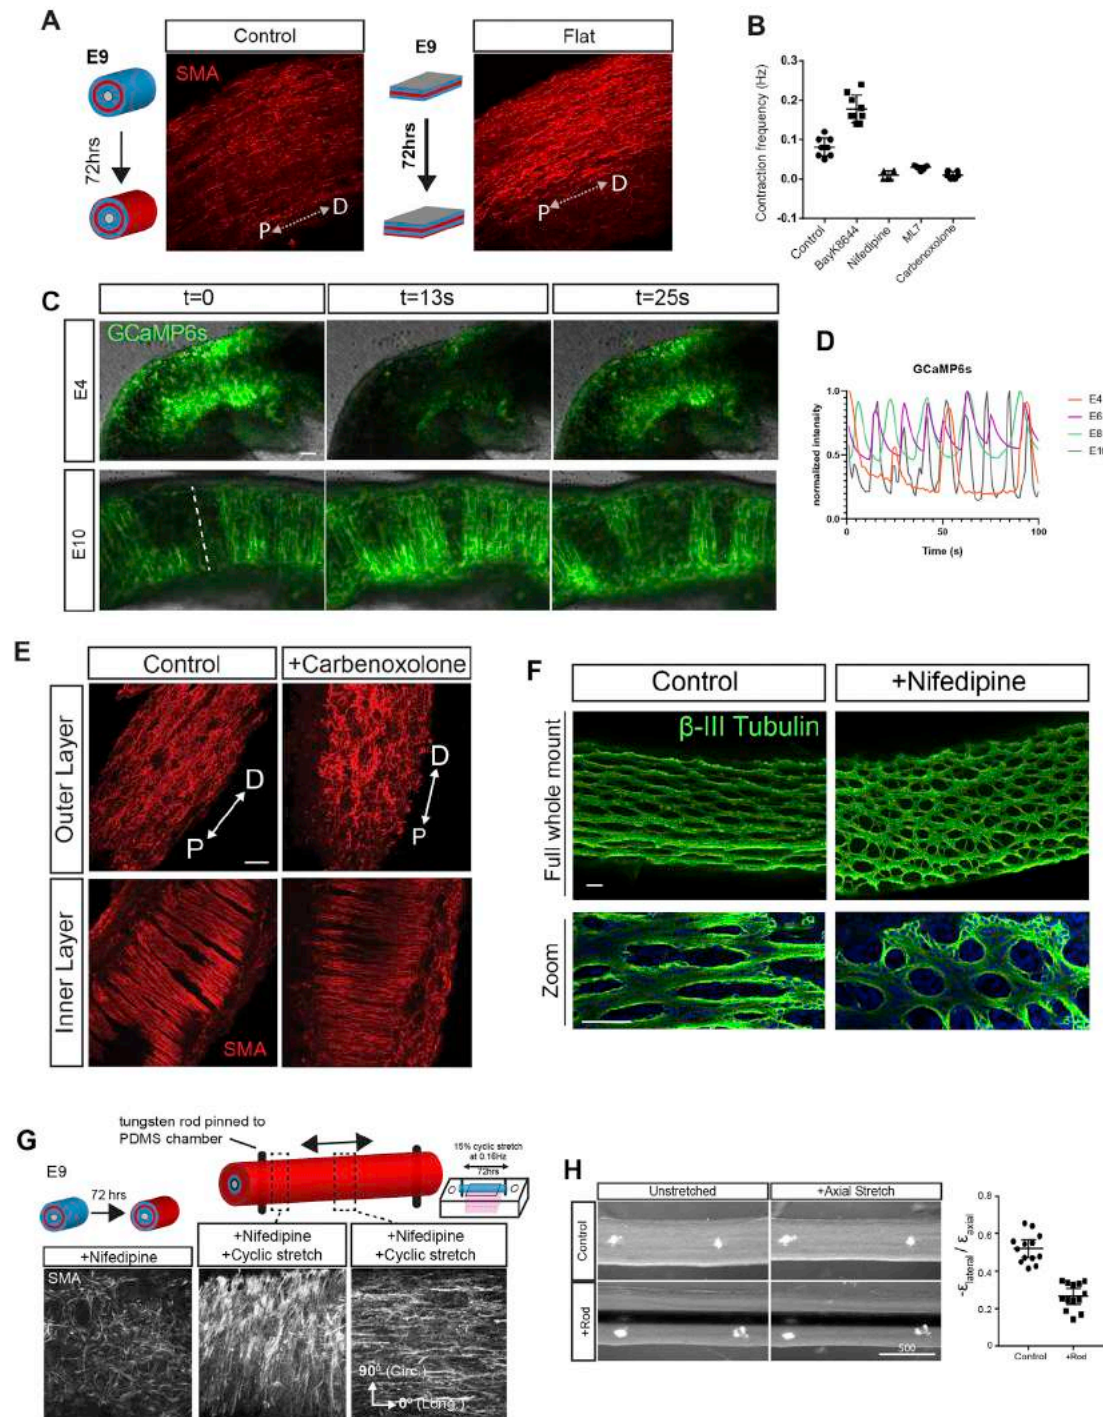 A
Control
Flat
E9
E9
SMA
72hrs
72hrs
P
D
P
D
B
Contraction frequency (Hz)
0.3
0.2
0.1
0.0
-0.1
Control
BayK8644
Nifedipine
ML7
Carbenoxolone
C
t=0
t=13s
t=25s
GCaMP6s
E4
E10
D
GCaMP6s
normalized intensity
1.0
0.5
0.0
0
50
100
Time (s)
E4
E6
E8
E10
E
Control
+Carbenoxolone
Outer Layer
D
P
D
P
Inner Layer
SMA
F
Control
+Nifedipine
β-III Tubulin
Full whole mount
Zoom
G
tungsten rod pinned to
PDMS chamber
E9
72 hrs
15% cyclic stretch
at 0.16Hz
72hrs
+Nifedipine
+Nifedipine
+Cyclic stretch
+Nifedipine
+Cyclic stretch
SMA
90° (Circ.)
0° (Long.)
H
Unstretched
+Axial Stretch
Control
+Rod
500
-ε lateral / ε axial
0.8
0.6
0.4
0.2
0
Control
+Rod